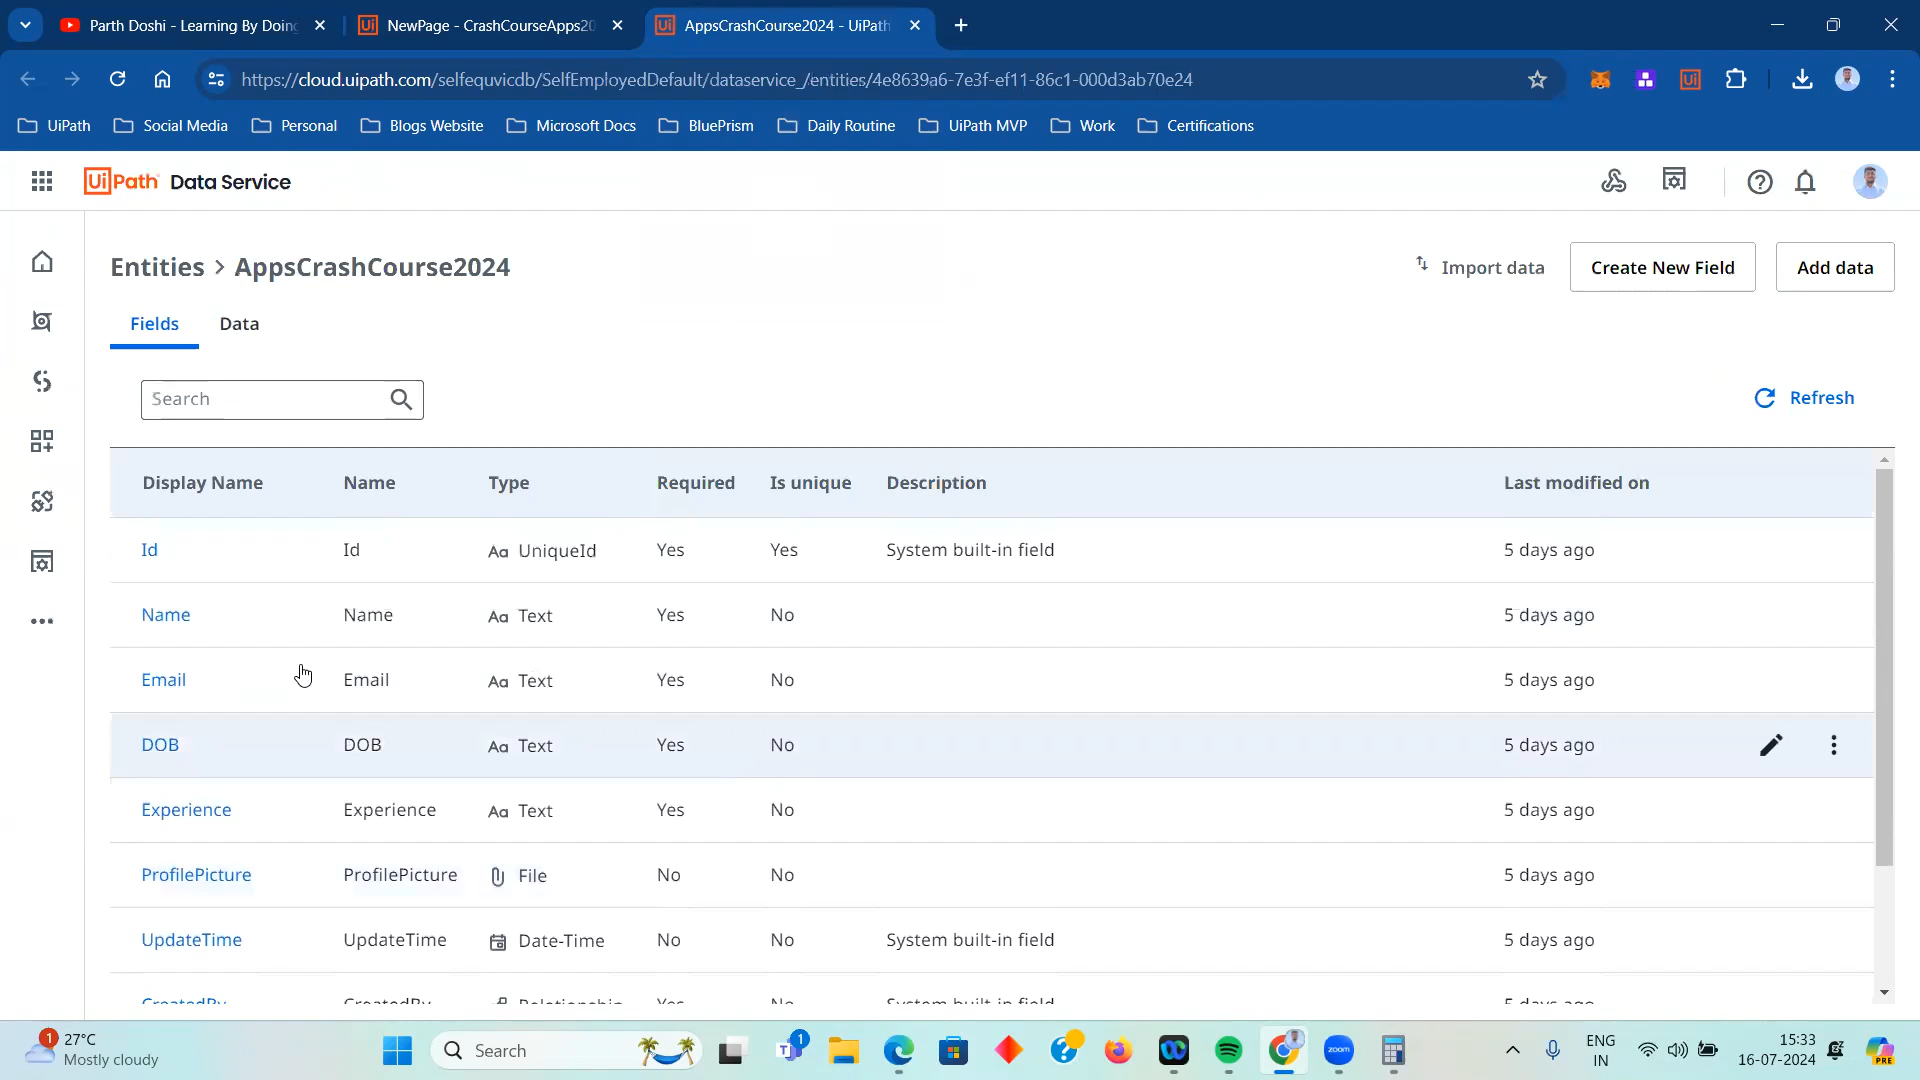 Parth Doshi - Learning By Doing
NewPage - CrashCourseApps20
AppsCrashCourse2024 - UiPath
https://cloud.uipath.com/selfequvicdb/SelfEmployedDefault/dataservice_/entities/4e8639a6-7e3f-ef11-86c1-000d3ab70e24
UiPath Social Media Personal Blogs Website Microsoft Docs BluePrism Daily Routine UiPath MVP Work Certifications
UiPath Data Service
Entities > AppsCrashCourse2024
Import data
Create New Field
Add data
Fields Data
Search
Refresh
Display Name Name Type Required Is unique Description Last modified on
Id Id Aa UniqueId Yes Yes System built-in field 5 days ago
Name Name Aa Text Yes No 5 days ago
Email Email Aa Text Yes No 5 days ago
DOB DOB Aa Text Yes No 5 days ago
Experience Experience Aa Text Yes No 5 days ago
ProfilePicture ProfilePicture File No No 5 days ago
UpdateTime UpdateTime Date-Time No No System built-in field 5 days ago
CreatedBy CreatedBy Relationship Yes No System built-in field 5 days ago
1 27°C
Mostly cloudy
Search
1
zoom
ENG
IN
15:33
16-07-2024
PRE